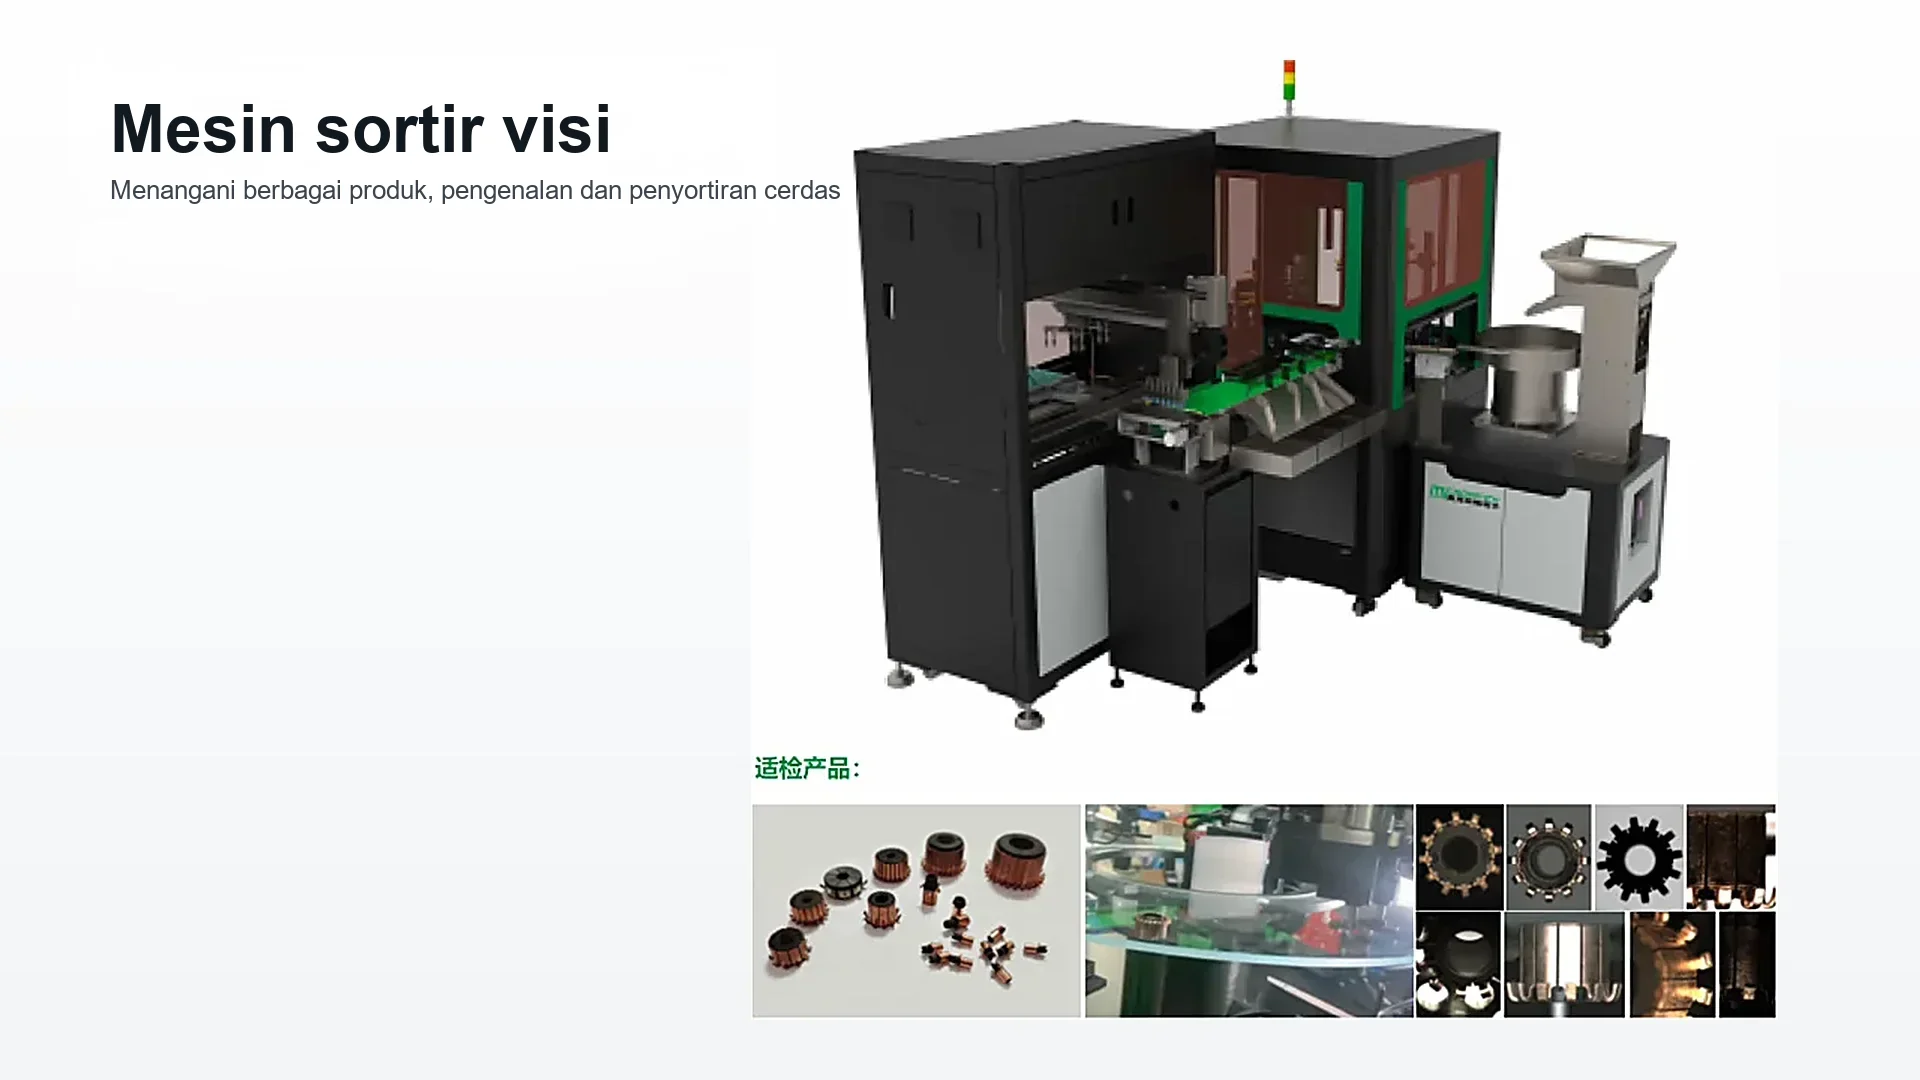 Mesin sortir visi
Menangani berbagai produk, pengenalan dan penyortiran cerdas
适检产品：